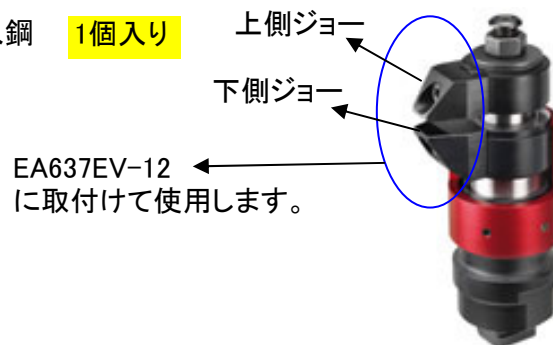 鋼 1個入り
上側ジョー
下側ジョー
EA637EV-12
に取付けて使用します。